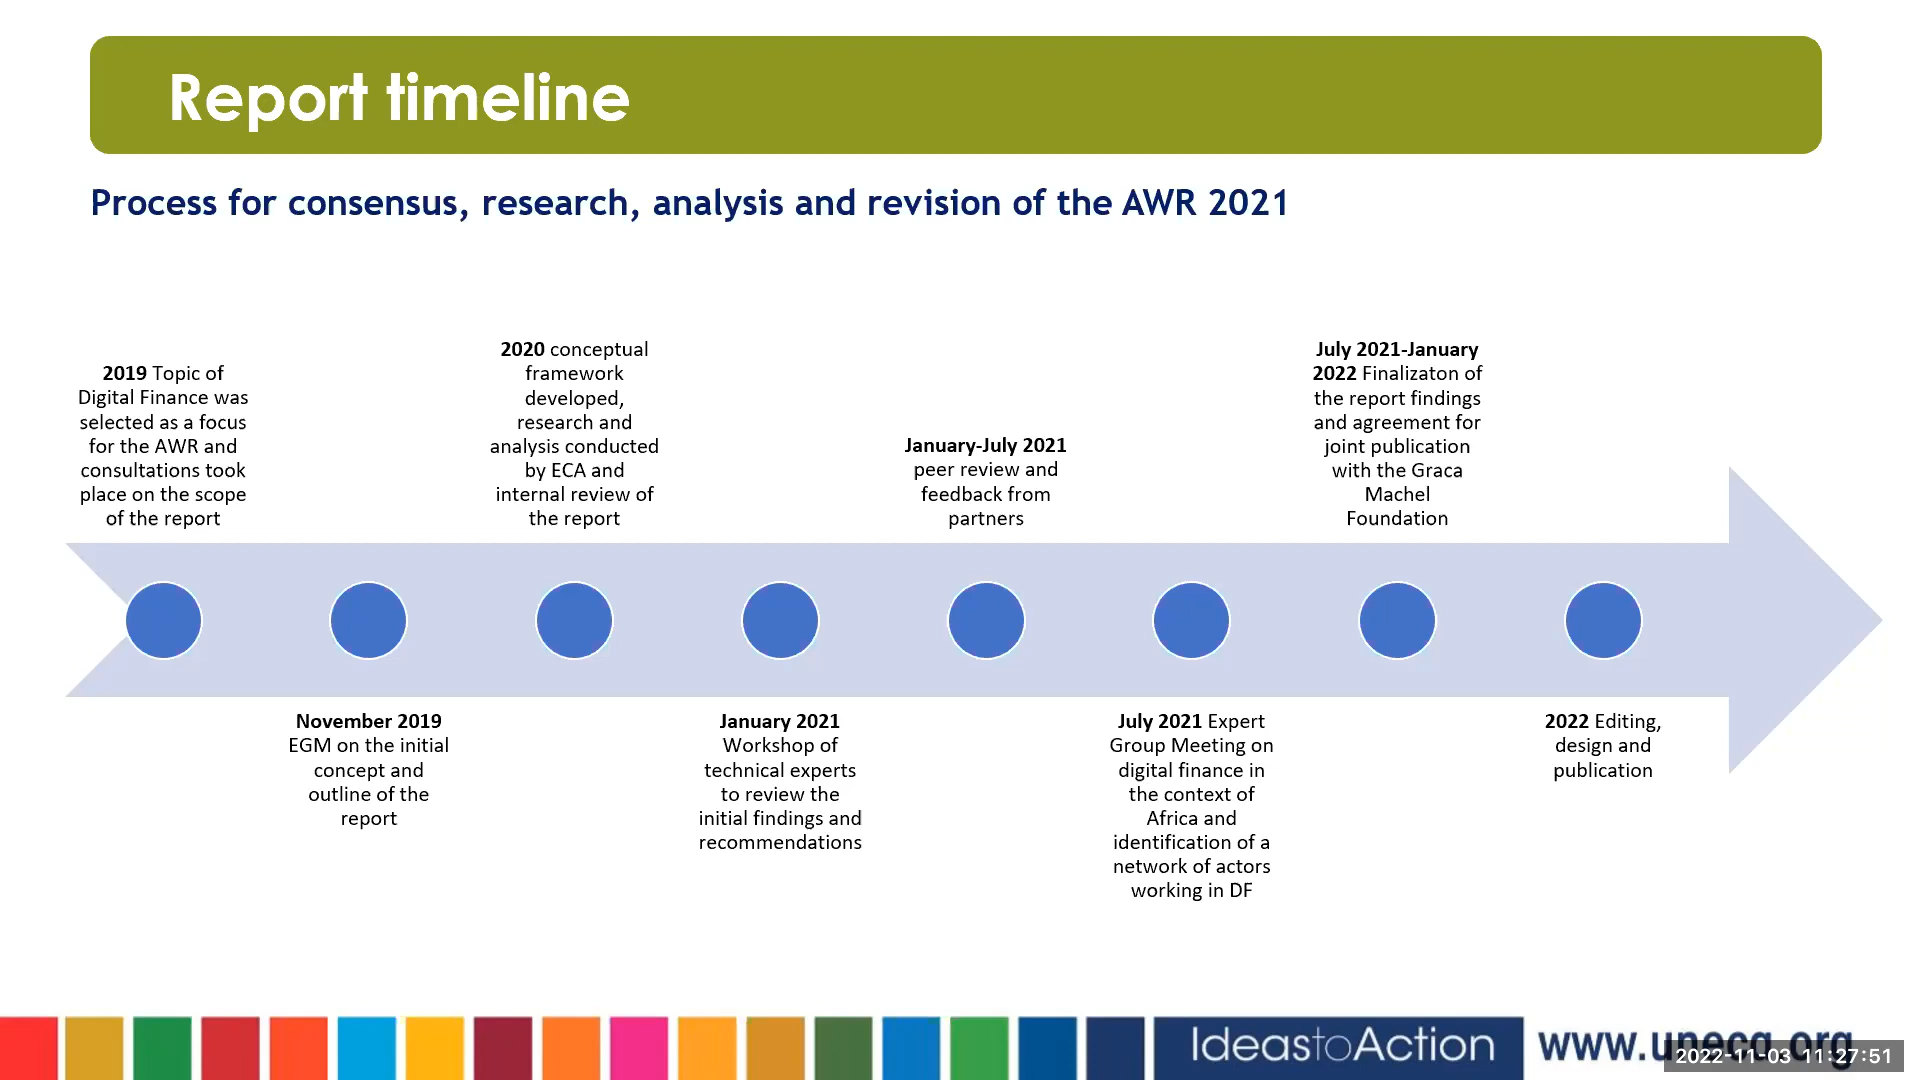 Report timeline
Process for consensus, research, analysis and revision of the AWR 2021
2019 Topic of
Digital Finance was
selected as a focus
for the AWR and
consultations took
place on the scope
of the report
November 2019
EGM on the initial
concept and
outline of the
report
2020 conceptual
framework
developed,
research and
analysis conducted
by ECA and
internal review of
the report
January 2021
Workshop of
technical experts
to review the
initial findings and
recommendations
January-July 2021
peer review and
feedback from
partners
July 2021 Expert
Group Meeting on
digital finance in
the context of
Africa and
identification of a
network of actors
working in DF
July 2021-January
2022 Finalizaton of
the report findings
and agreement for
joint publication
with the Graca
Machel
Foundation
2022 Editing,
design and
publication
IdeastoAction
www.uneca.org
2022-11-03 11:27:51